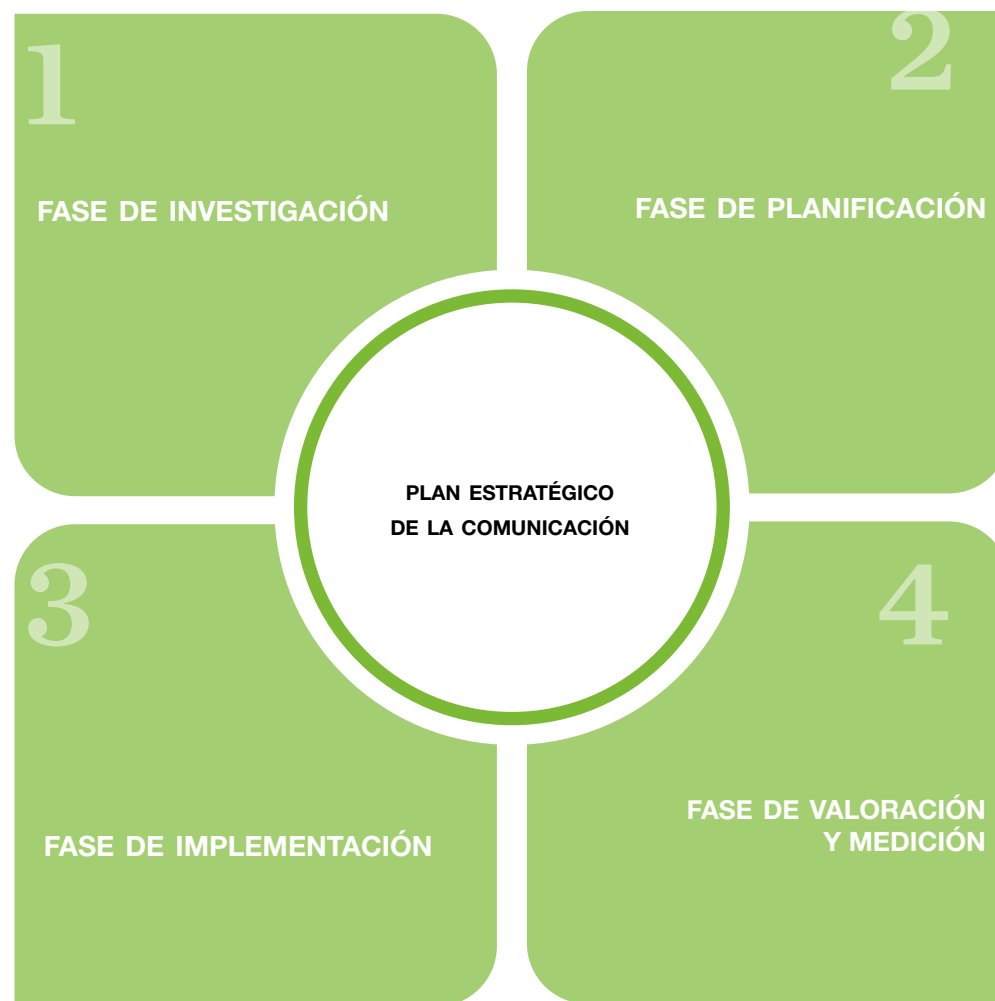 1
FASE DE INVESTIGACIÓN
2
FASE DE PLANIFICACIÓN
PLAN ESTRATÉGICO
DE LA COMUNICACIÓN
3
FASE DE IMPLEMENTACIÓN
4
FASE DE VALORACIÓN
Y MEDICIÓN